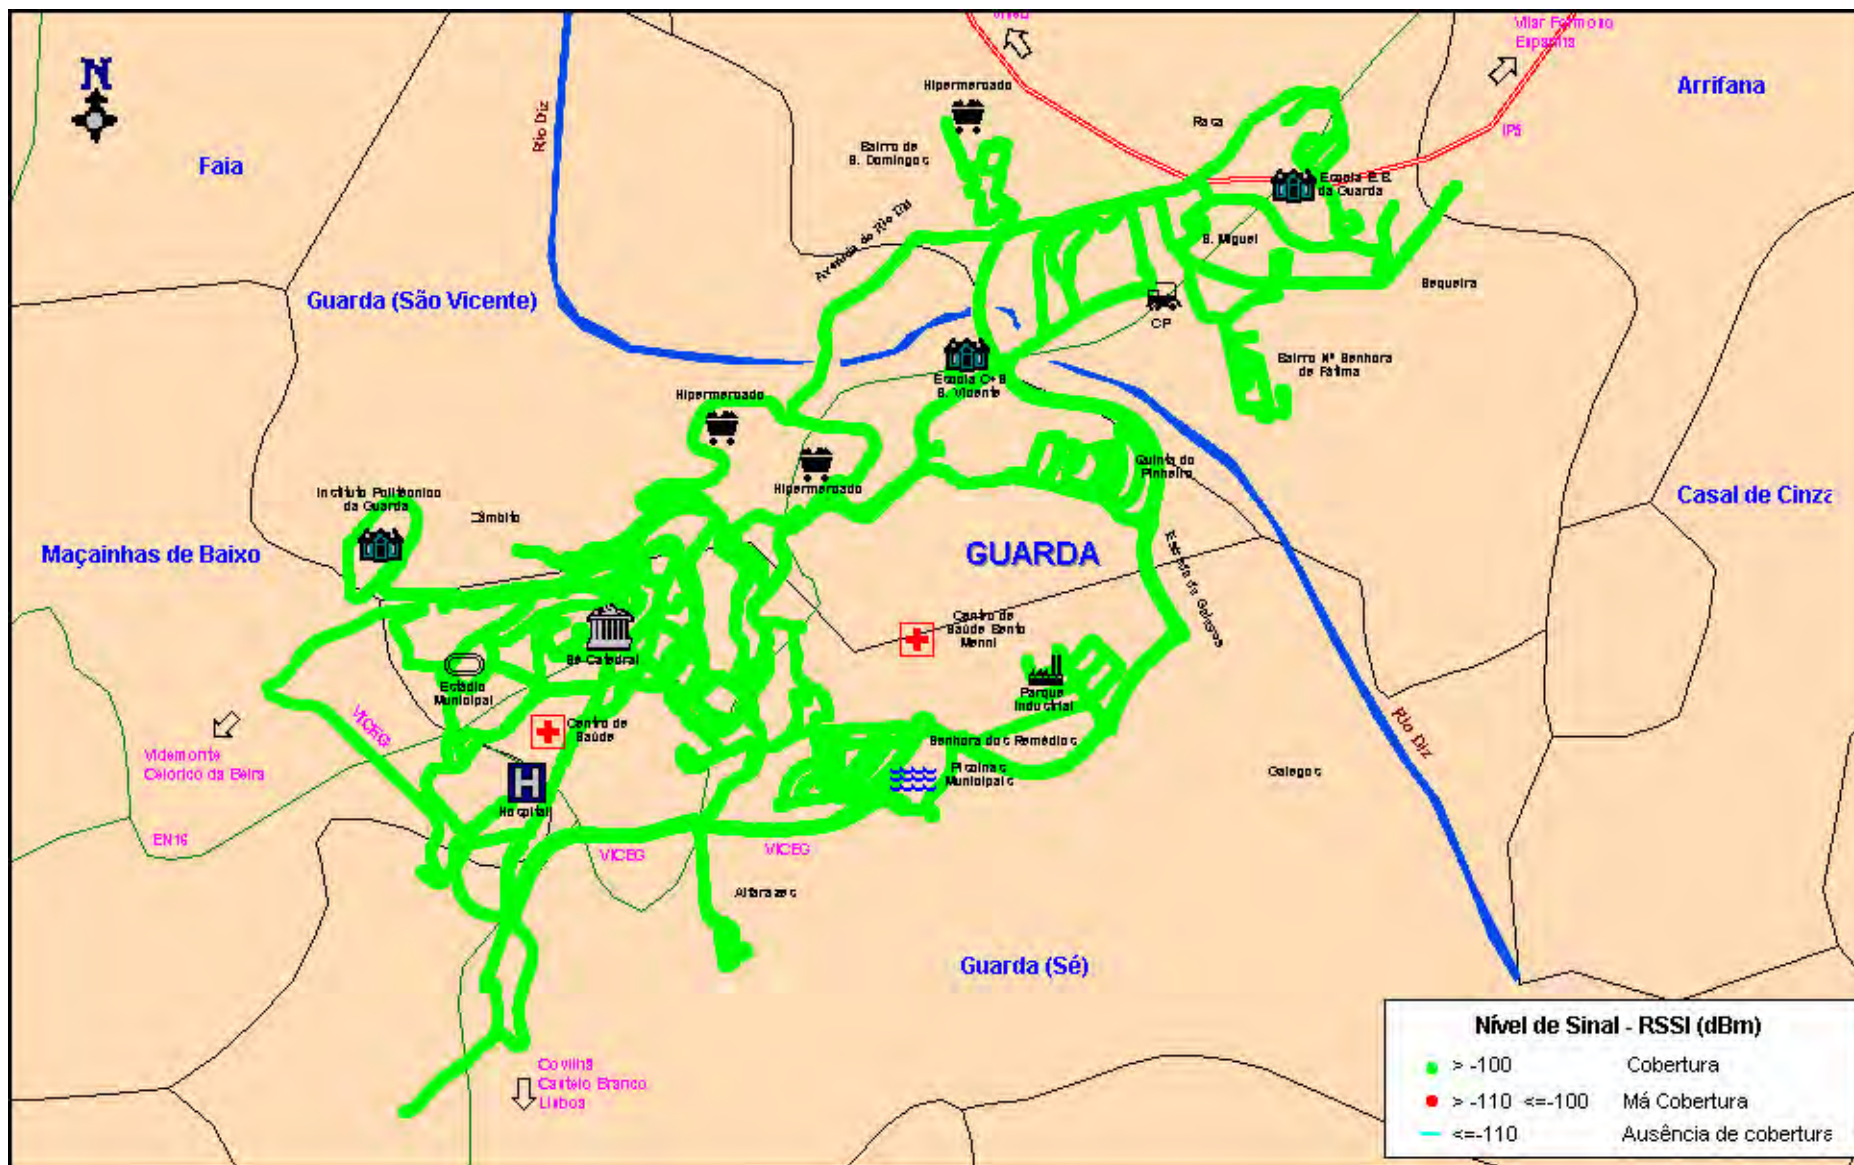 Vilar Formoso
Espanha
N
Hipermercado
Arrifana
Rio Diz
IP5
Bairro de
S. Domingos
Faia
Escola E.B.
da Guarda
Avenida do Rio Diz
S. Miguel
Guarda (São Vicente)
Sequeira
CP
Bairro Nª Senhora
de Fátima
Escola C+S
S. Vicente
Hipermercado
Quinta do
Pinheiro
Hipermercado
Instituto Politécnico
da Guarda
Casal de Cinza
Maçainhas de Baixo
GUARDA
Centro de
Saúde Bento
Menni
Sé Catedral
Estádio
Municipal
Parque
Industrial
VICEG
Centro de
Saúde
Rio Diz
Senhora dos Remédios
Videmonte
Celorico da Beira
Piscinas
Municipais
Galegos
Hospital
EN16
VICEG
VICEG
Alfarazes
Guarda (Sé)
Covilhã
Castelo Branco
Lisboa
Nível de Sinal - RSSI (dBm)
> -100 Cobertura
> -110 <=-100 Má Cobertura
<=-110 Ausência de cobertura